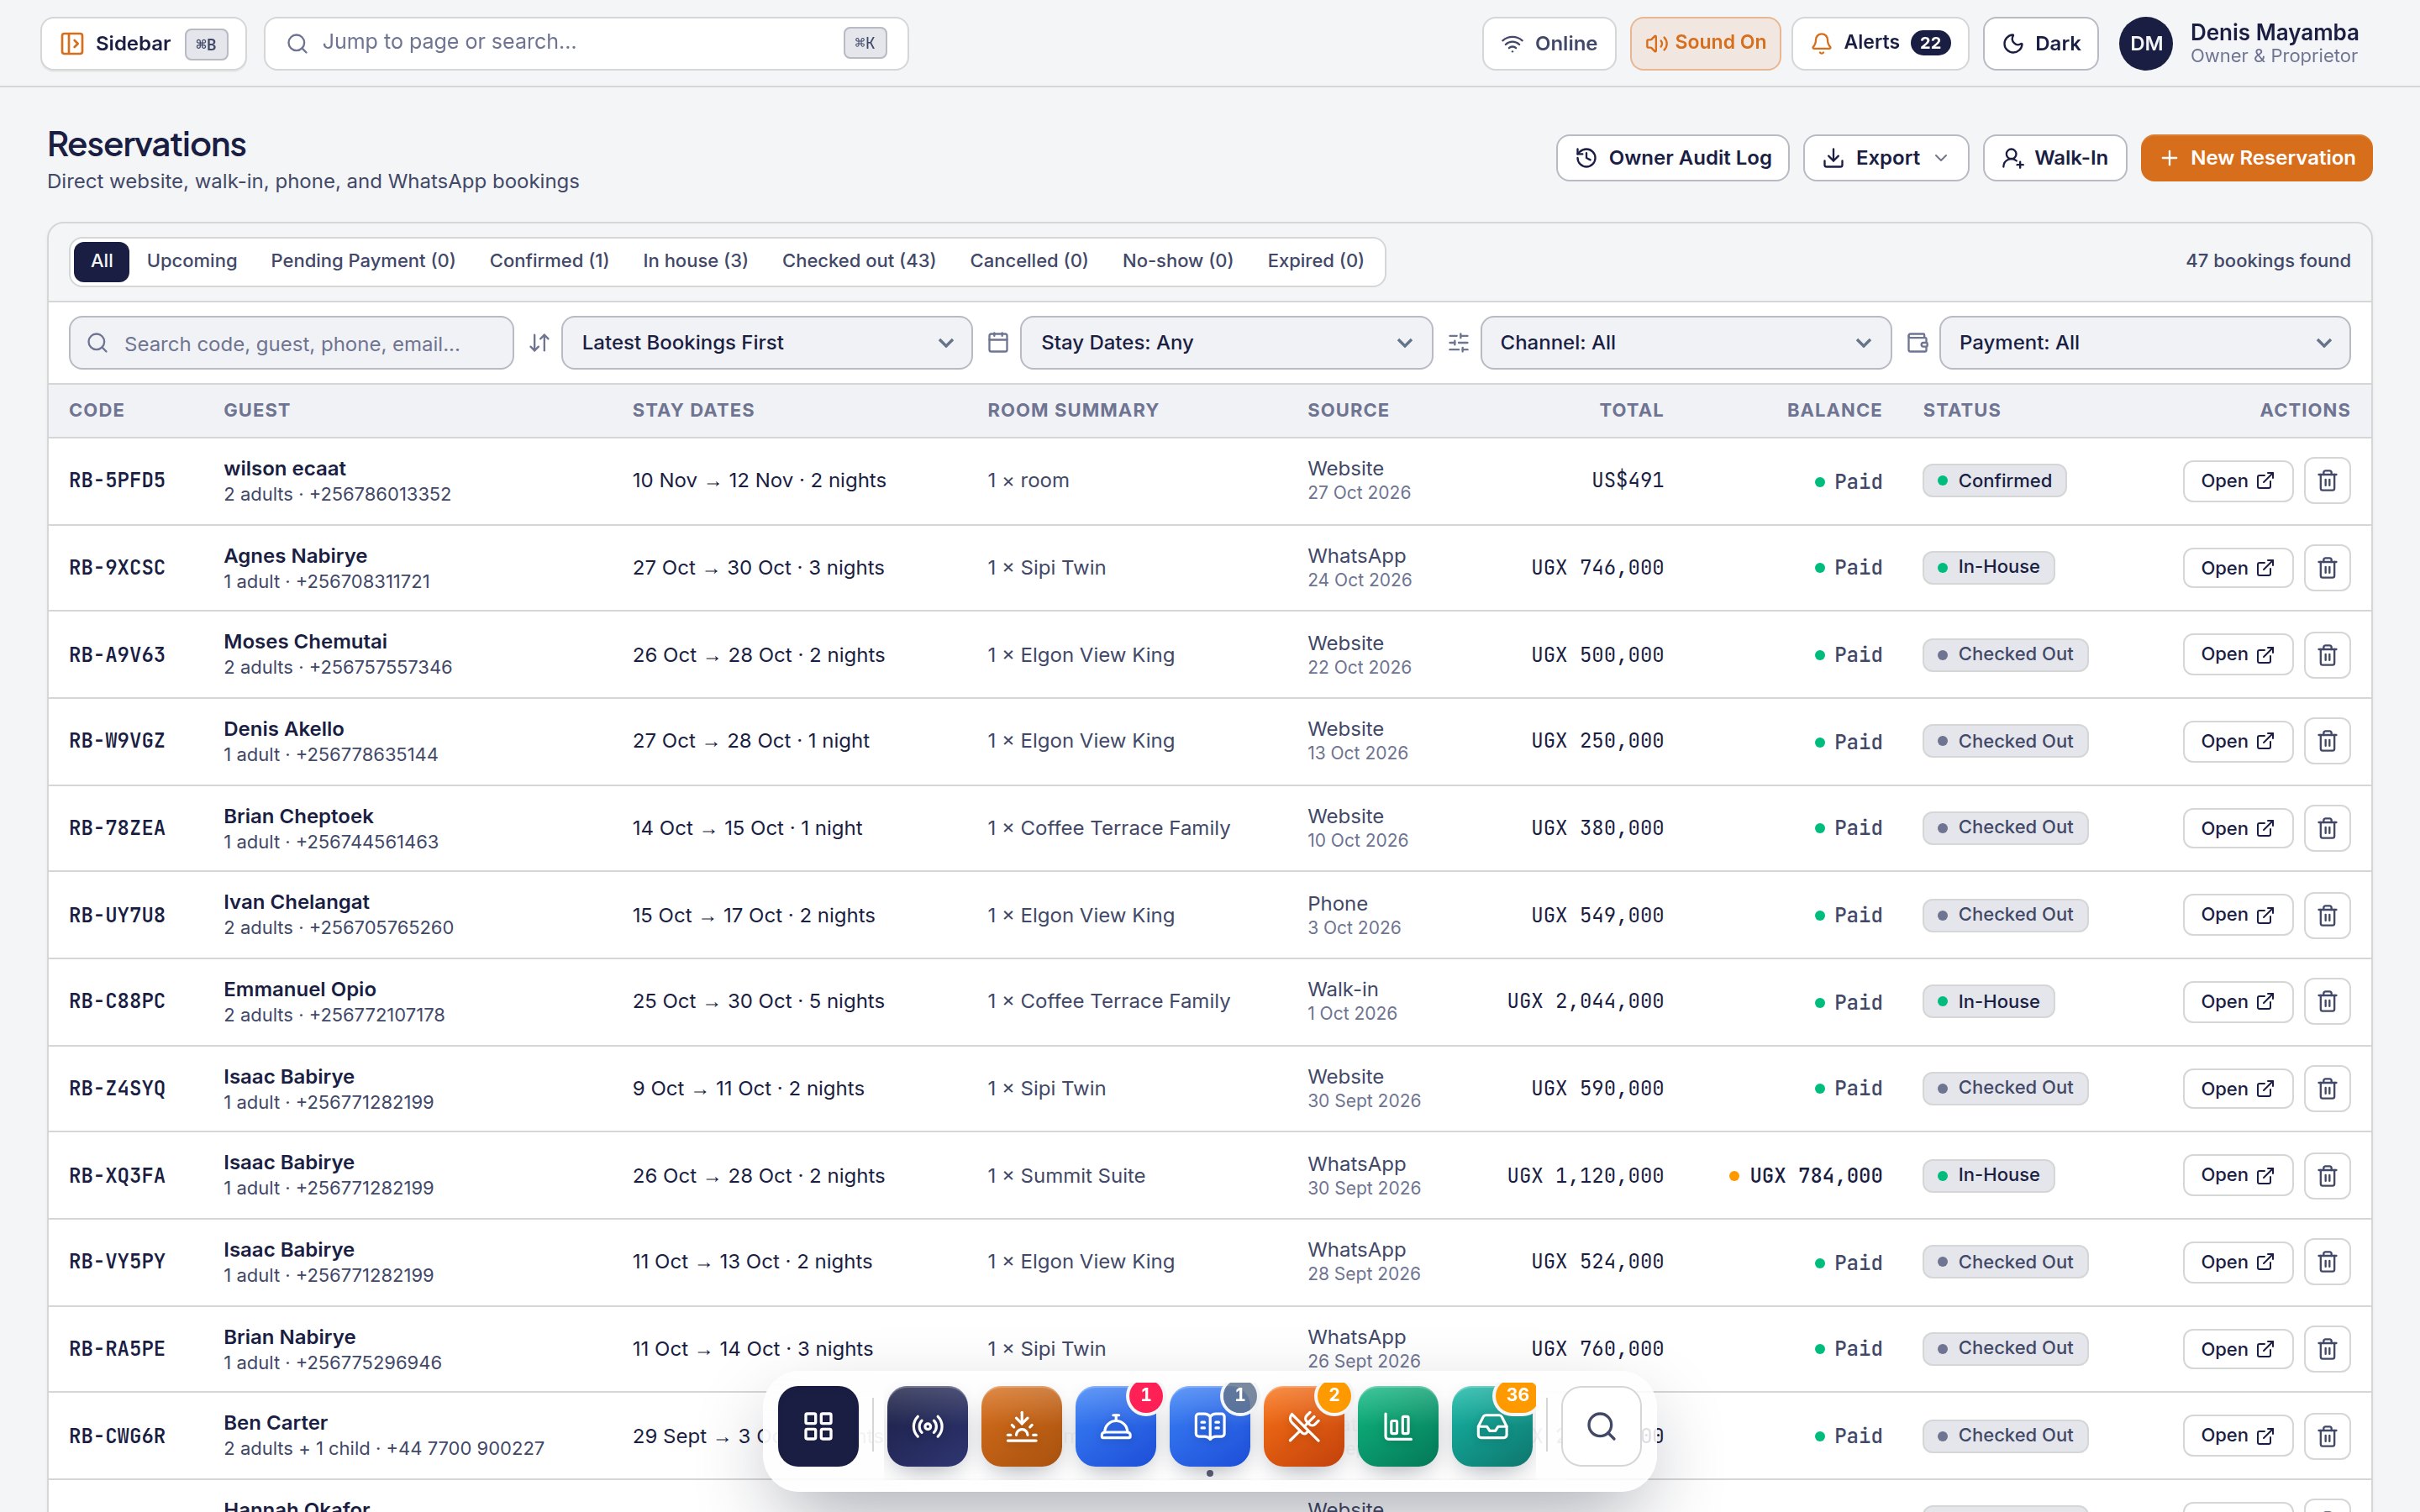 Sidebar ⌘B Jump to page or search... ⌘K Online Sound On Alerts 22 Dark DM Denis Mayamba
Owner & Proprietor
Reservations
Direct website, walk-in, phone, and WhatsApp bookings
Owner Audit Log Export Walk-In New Reservation
All Upcoming Pending Payment (0) Confirmed (1) In house (3) Checked out (43) Cancelled (0) No-show (0) Expired (0) 47 bookings found
Search code, guest, phone, email... Latest Bookings First Stay Dates: Any Channel: All Payment: All
CODE GUEST STAY DATES ROOM SUMMARY SOURCE TOTAL BALANCE STATUS ACTIONS
RB-5PFD5 wilson ecaat 10 Nov → 12 Nov · 2 nights 1 × room Website US$491 Paid Confirmed Open
2 adults · +256786013352 27 Oct 2026
RB-9XCSC Agnes Nabirye 27 Oct → 30 Oct · 3 nights 1 × Sipi Twin WhatsApp UGX 746,000 Paid In-House Open
1 adult · +256708311721 24 Oct 2026
RB-A9V63 Moses Chemutai 26 Oct → 28 Oct · 2 nights 1 × Elgon View King Website UGX 500,000 Paid Checked Out Open
2 adults · +256757557346 22 Oct 2026
RB-W9VGZ Denis Akello 27 Oct → 28 Oct · 1 night 1 × Elgon View King Website UGX 250,000 Paid Checked Out Open
1 adult · +256778635144 13 Oct 2026
RB-78ZEA Brian Cheptoek 14 Oct → 15 Oct · 1 night 1 × Coffee Terrace Family Website UGX 380,000 Paid Checked Out Open
1 adult · +256744561463 10 Oct 2026
RB-UY7U8 Ivan Chelangat 15 Oct → 17 Oct · 2 nights 1 × Elgon View King Phone UGX 549,000 Paid Checked Out Open
2 adults · +256705765260 3 Oct 2026
RB-C88PC Emmanuel Opio 25 Oct → 30 Oct · 5 nights 1 × Coffee Terrace Family Walk-in UGX 2,044,000 Paid In-House Open
2 adults · +256772107178 1 Oct 2026
RB-Z4SYQ Isaac Babirye 9 Oct → 11 Oct · 2 nights 1 × Sipi Twin Website UGX 590,000 Paid Checked Out Open
1 adult · +256771282199 30 Sept 2026
RB-XQ3FA Isaac Babirye 26 Oct → 28 Oct · 2 nights 1 × Summit Suite WhatsApp UGX 1,120,000 UGX 784,000 In-House Open
1 adult · +256771282199 30 Sept 2026
RB-VY5PY Isaac Babirye 11 Oct → 13 Oct · 2 nights 1 × Elgon View King WhatsApp UGX 524,000 Paid Checked Out Open
1 adult · +256771282199 28 Sept 2026
RB-RA5PE Brian Nabirye 11 Oct → 14 Oct · 3 nights 1 × Sipi Twin WhatsApp UGX 760,000 Paid Checked Out Open
1 adult · +256775296946 26 Sept 2026
1 1 2 36
RB-CWG6R Ben Carter 29 Sept → 3 Paid Checked Out Open
2 adults + 1 child · +44 7700 900227
Hannah Okafor Website